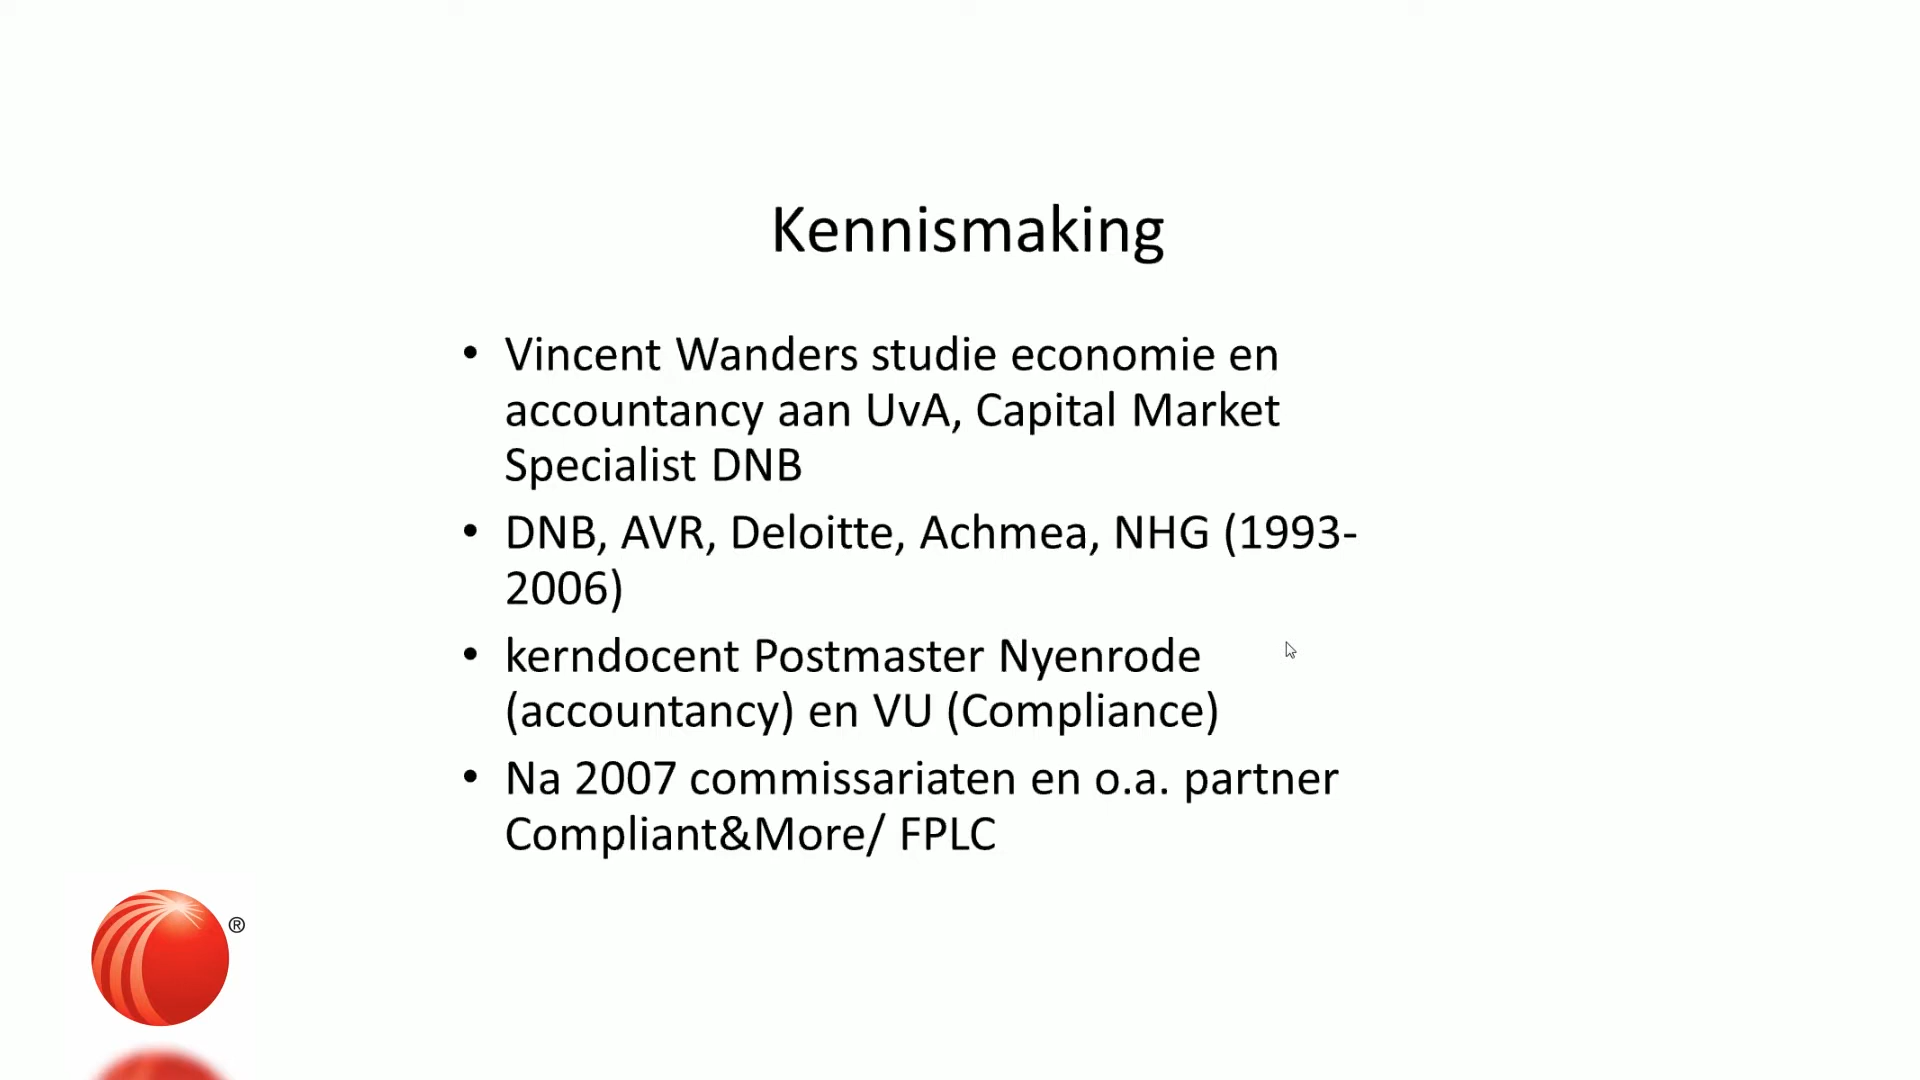 Kennismaking
• Vincent Wanders studie economie en
accountancy aan UvA, Capital Market
Specialist DNB
• DNB, AVR, Deloitte, Achmea, NHG (1993-
2006)
• kerndocent Postmaster Nyenrode
(accountancy) en VU (Compliance)
• Na 2007 commissariaten en o.a. partner
Compliant&More/ FPLC
®